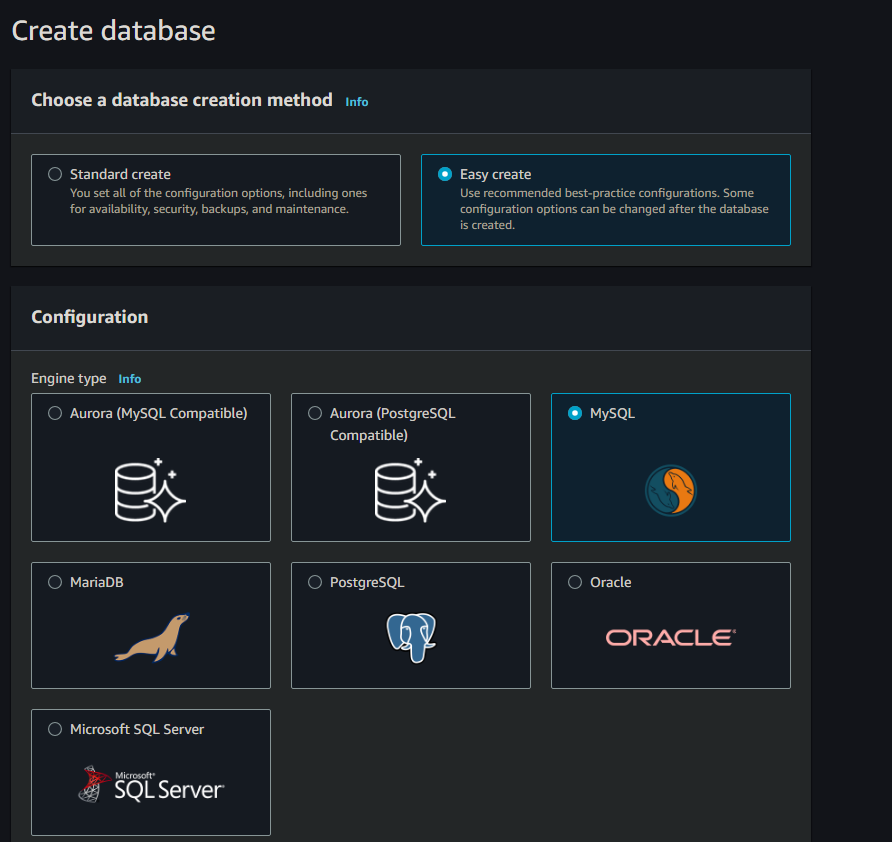 Create database
Choose a database creation method Info
Standard create
You set all of the configuration options, including ones
for availability, security, backups, and maintenance.
Easy create
Use recommended best-practice configurations. Some
configuration options can be changed after the database
is created.
Configuration
Engine type Info
Aurora (MySQL Compatible)
Aurora (PostgreSQL
Compatible)
MySQL
MariaDB
PostgreSQL
Oracle
ORACLE
Microsoft SQL Server
Microsoft®
SQL Server